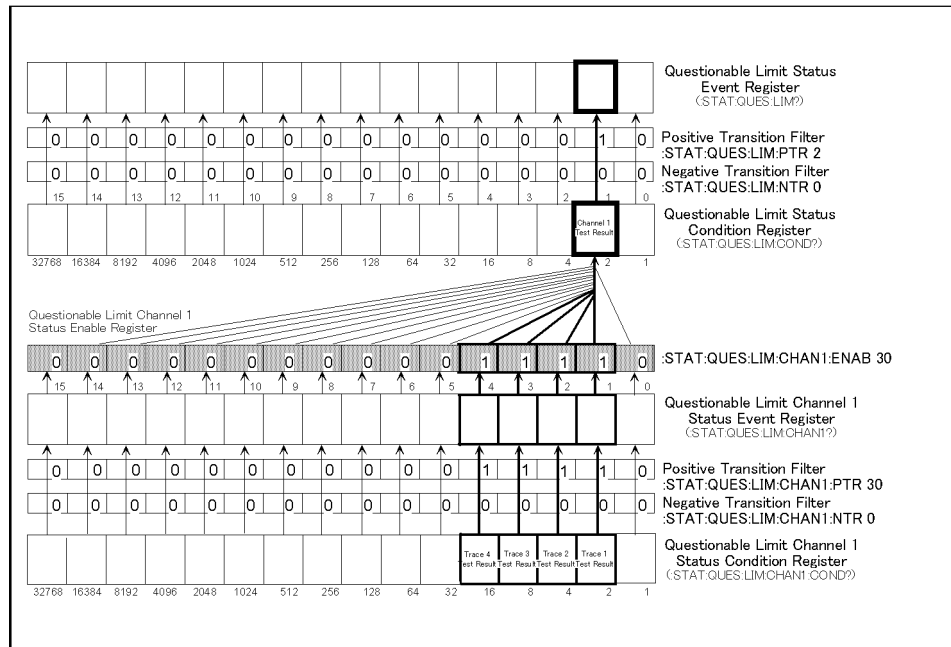 Questionable Limit Status
Event Register
(:STAT:QUES:LIM?)
0 0 0 0 0 0 0 0 0 0 0 0 0 0 1 0
Positive Transition Filter
:STAT:QUES:LIM:PTR 2
0 0 0 0 0 0 0 0 0 0 0 0 0 0 0 0
Negative Transition Filter
:STAT:QUES:LIM:NTR 0
15 14 13 12 11 10 9 8 7 6 5 4 3 2 1 0
Channel 1
Test Result
Questionable Limit Status
Condition Register
(:STAT:QUES:LIM:COND?)
32768 16384 8192 4096 2048 1024 512 256 128 64 32 16 8 4 2 1
Questionable Limit Channel 1
Status Enable Register
0 0 0 0 0 0 0 0 0 0 0 1 1 1 1 0
:STAT:QUES:LIM:CHAN1:ENAB 30
15 14 13 12 11 10 9 8 7 6 5 4 3 2 1 0
Questionable Limit Channel 1
Status Event Register
(:STAT:QUES:LIM:CHAN1?)
0 0 0 0 0 0 0 0 0 0 0 1 1 1 1 0
Positive Transition Filter
:STAT:QUES:LIM:CHAN1:PTR 30
0 0 0 0 0 0 0 0 0 0 0 0 0 0 0 0
Negative Transition Filter
:STAT:QUES:LIM:CHAN1:NTR 0
Trace 4 Trace 3 Trace 2 Trace 1
Test Result Test Result Test Result Test Result
Questionable Limit Channel 1
Status Condition Register
(:STAT:QUES:LIM:CHAN1:COND?)
32768 16384 8192 4096 2048 1024 512 256 128 64 32 16 8 4 2 1